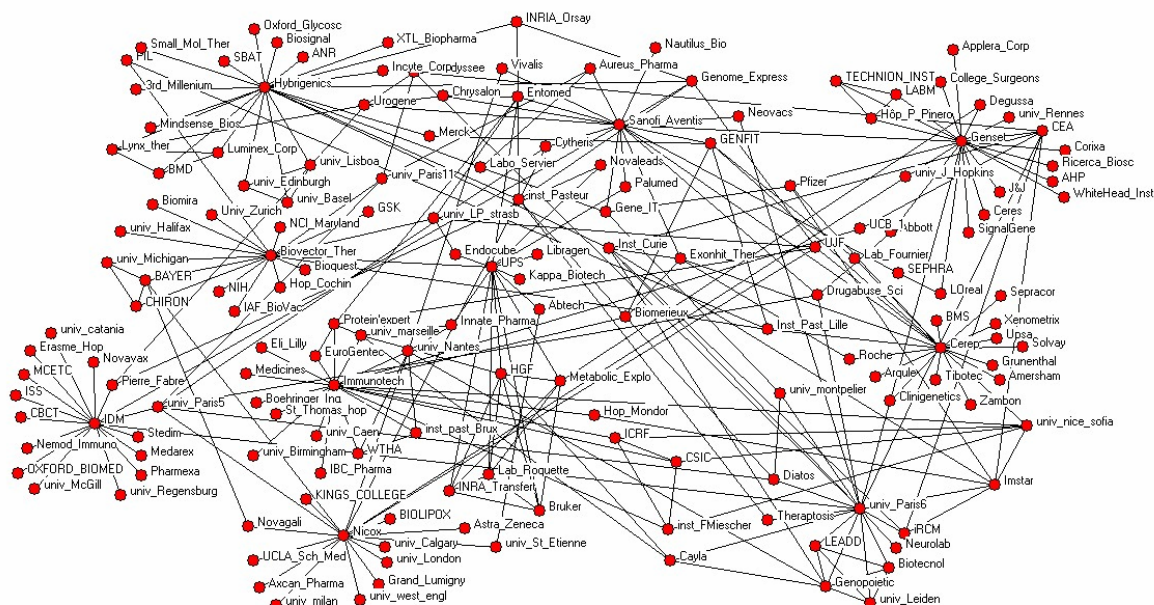 Oxford_Glycosc
INRIA_Orsay
Small_Mol_Ther
Biosignal
XTL_Biopharma
PIL
SBAT
ANR
Nautilus_Bio
Applera_Corp
Incyte_Corp
dyssee
Vivalis
Aureus_Pharma
Genome_Express
TECHNION_INST
College_Surgeons
3rd_Millenium
Hybrigenics
Chrysalon
Entomed
LABM
Urogene
Degussa
Hôp_P_Pinero
univ_Rennes
Mindsense_Bios
Sanofi_Aventis
Neovacs
CEA
Merck
GENFIT
Genset
Lynx_ther
Luminex_Corp
Cytheris
Corixa
univ_Lisboa
Labo_Servier
Novaleads
Ricerca_Biosc
BMD
univ_Paris11
univ_J_Hopkins
AHP
univ_Edinburgh
Palumed
Pfizer
J&J
WhiteHead_Inst
Biomira
univ_Basel
inst_Pasteur
Univ_Zurich
GSK
Gene_IT
Ceres
univ_LP_strasb
NCI_Maryland
UCB_1
Abbott
SignalGene
univ_Halifax
Biovector_Ther
Endocube
Libragen
Inst_Curie
Exonhit_Ther
UJF
Lab_Fournier
univ_Michigan
Bioquest
UPS
BAYER
Kappa_Biotech
SEPHRA
NIH
Hop_Cochin
LOreal
Drugabuse_Sci
Sepracor
CHIRON
IAF_BioVac
Abtech
Biomerieux
BMS
Xenometrix
Protein'expert
Innate_Pharma
Inst_Past_Lille
univ_catania
univ_marseille
Upsa
Eli_Lilly
univ_Nantes
Cerep
Solvay
Erasme_Hop
EuroGentec
Roche
Novavax
Grunenthal
MCETC
Medicines
HGF
Arqule
Tibotec
Amersham
Pierre_Fabre
Immunotech
Metabolic_Explo
univ_montpelier
ISS
Boehringer_Ing
Clinigenetics
Zambon
univ_Paris5
CBCT
St_Thomas_hop
Hop_Mondor
IDM
univ_nice_sofia
univ_Caen
inst_past_Brux
Stedim
ICRF
Nemod_Immuno
univ_Birmingham
WTHA
Medarex
CSIC
OXFORD_BIOMED
IBC_Pharma
Lab_Roquette
Pharmexa
Diatos
univ_McGill
Imstar
univ_Regensburg
INRA_Transfert
KINGS_COLLEGE
univ_Paris6
Bruker
BIOLIPOX
Theraptosis
Novagali
Astra_Zeneca
inst_FMiescher
iRCM
Nicox
LEADD
Neurolab
univ_Calgary
univ_St_Etienne
UCLA_Sch_Med
univ_London
Cayla
Biotecnol
Axcan_Pharma
Grand_Lumigny
Genopoietic
univ_milan
univ_west_engl
univ_Leiden